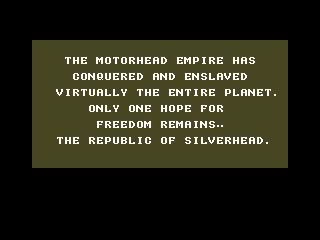 THE MOTORHEAD EMPIRE HAS
CONQUERED AND ENSLAVED
VIRTUALLY THE ENTIRE PLANET.
ONLY ONE HOPE FOR
FREEDOM REMAINS..
THE REPUBLIC OF SILVERHEAD.